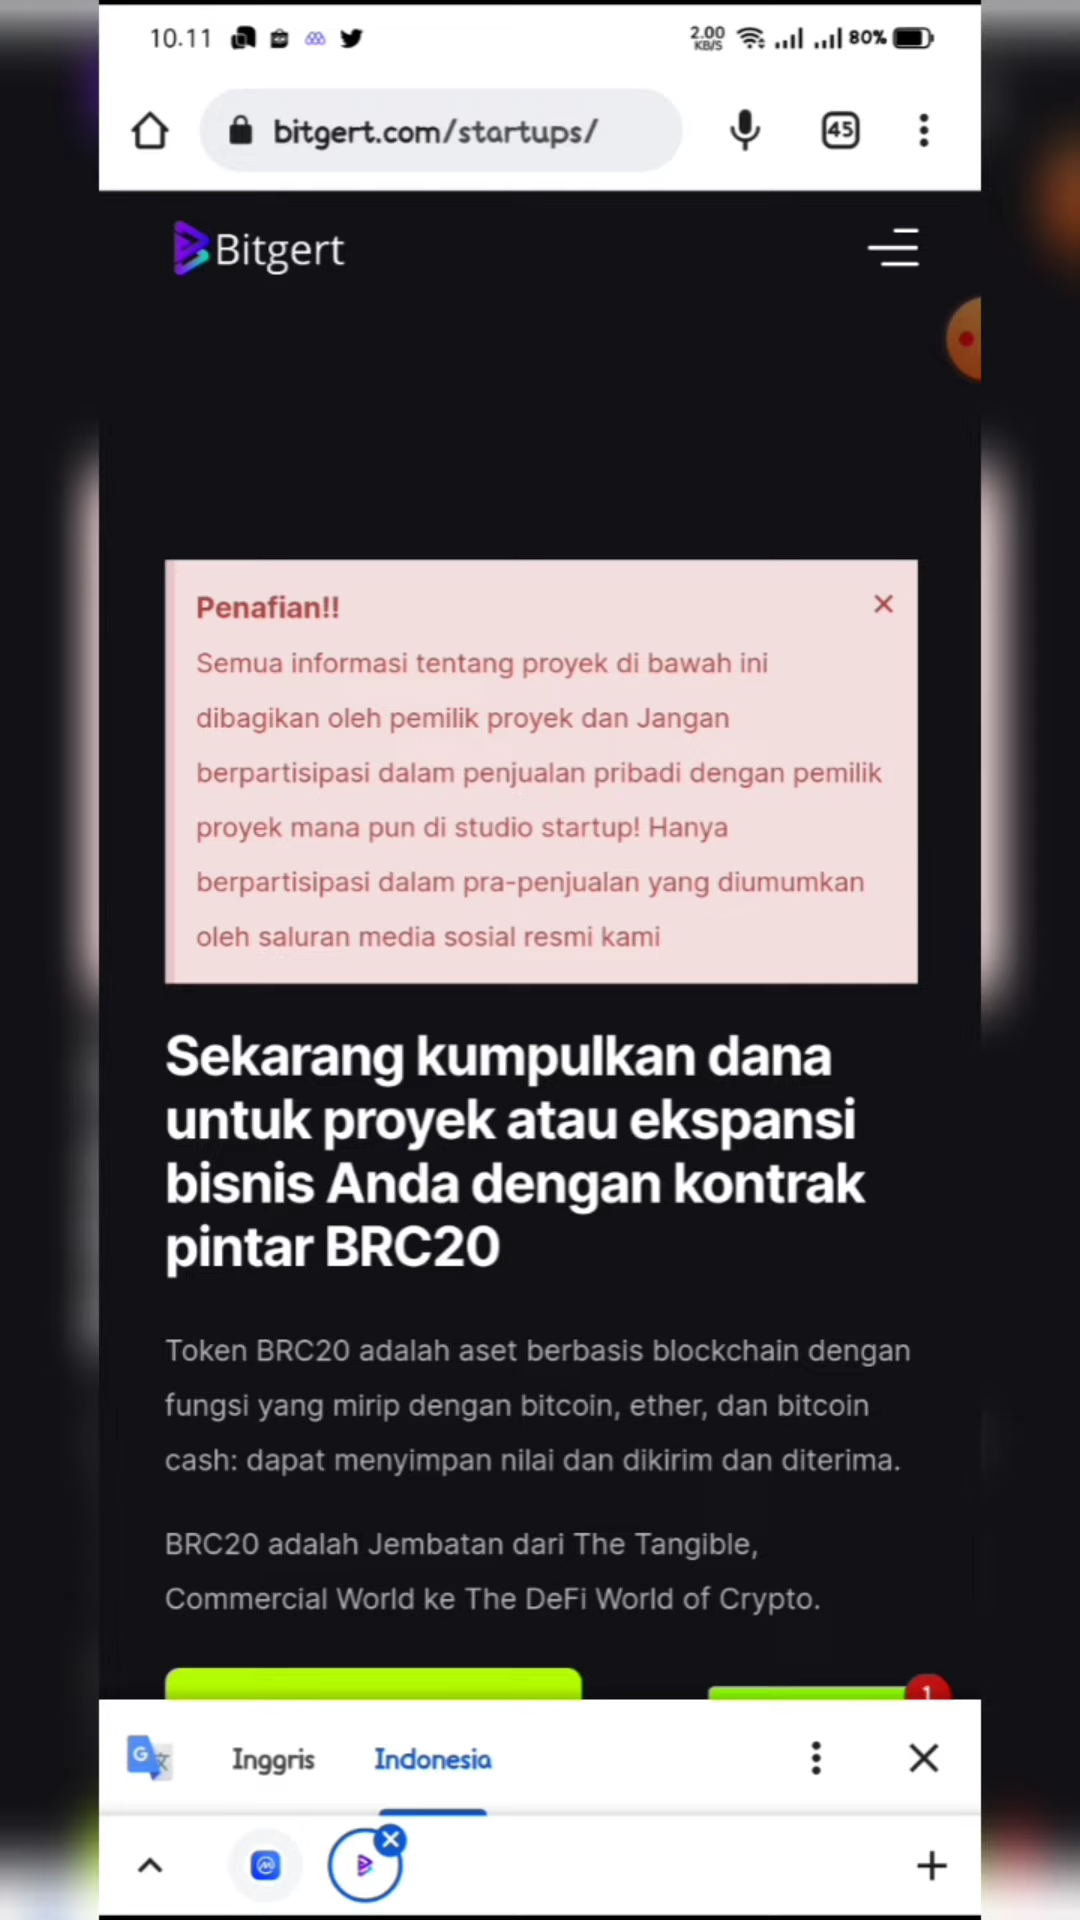 10.11
2.00
KB/S
80%
bitgert.com/startups/
45
Bitgert
Penafian!!
Semua informasi tentang proyek di bawah ini
dibagikan oleh pemilik proyek dan Jangan
berpartisipasi dalam penjualan pribadi dengan pemilik
proyek mana pun di studio startup! Hanya
berpartisipasi dalam pra-penjualan yang diumumkan
oleh saluran media sosial resmi kami
Sekarang kumpulkan dana
untuk proyek atau ekspansi
bisnis Anda dengan kontrak
pintar BRC20
Token BRC20 adalah aset berbasis blockchain dengan
fungsi yang mirip dengan bitcoin, ether, dan bitcoin
cash: dapat menyimpan nilai dan dikirim dan diterima.
BRC20 adalah Jembatan dari The Tangible,
Commercial World ke The DeFi World of Crypto.
1
G 文
Inggris
Indonesia